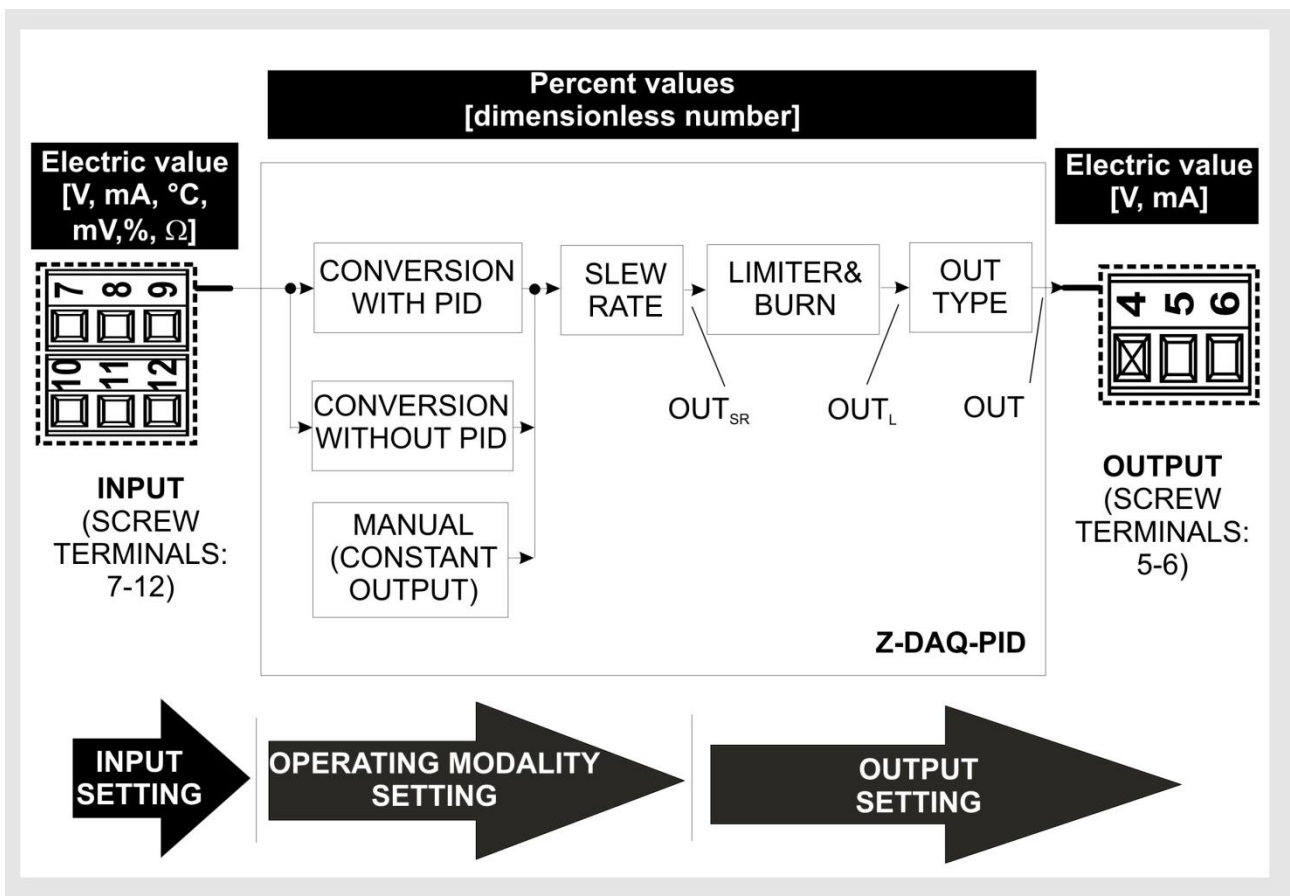 Percent values
[dimensionless number]
Electric value
[V, mA, °C,
mV,%, Ω]
Electric value
[V, mA]
7 8 9
10 11 12
CONVERSION
WITH PID
SLEW
RATE
LIMITER&
BURN
OUT
TYPE
4 5 6
OUT_SR
OUT_L
OUT
CONVERSION
WITHOUT PID
MANUAL
(CONSTANT
OUTPUT)
INPUT
(SCREW
TERMINALS:
7-12)
OUTPUT
(SCREW
TERMINALS:
5-6)
Z-DAQ-PID
INPUT
SETTING
OPERATING MODALITY
SETTING
OUTPUT
SETTING